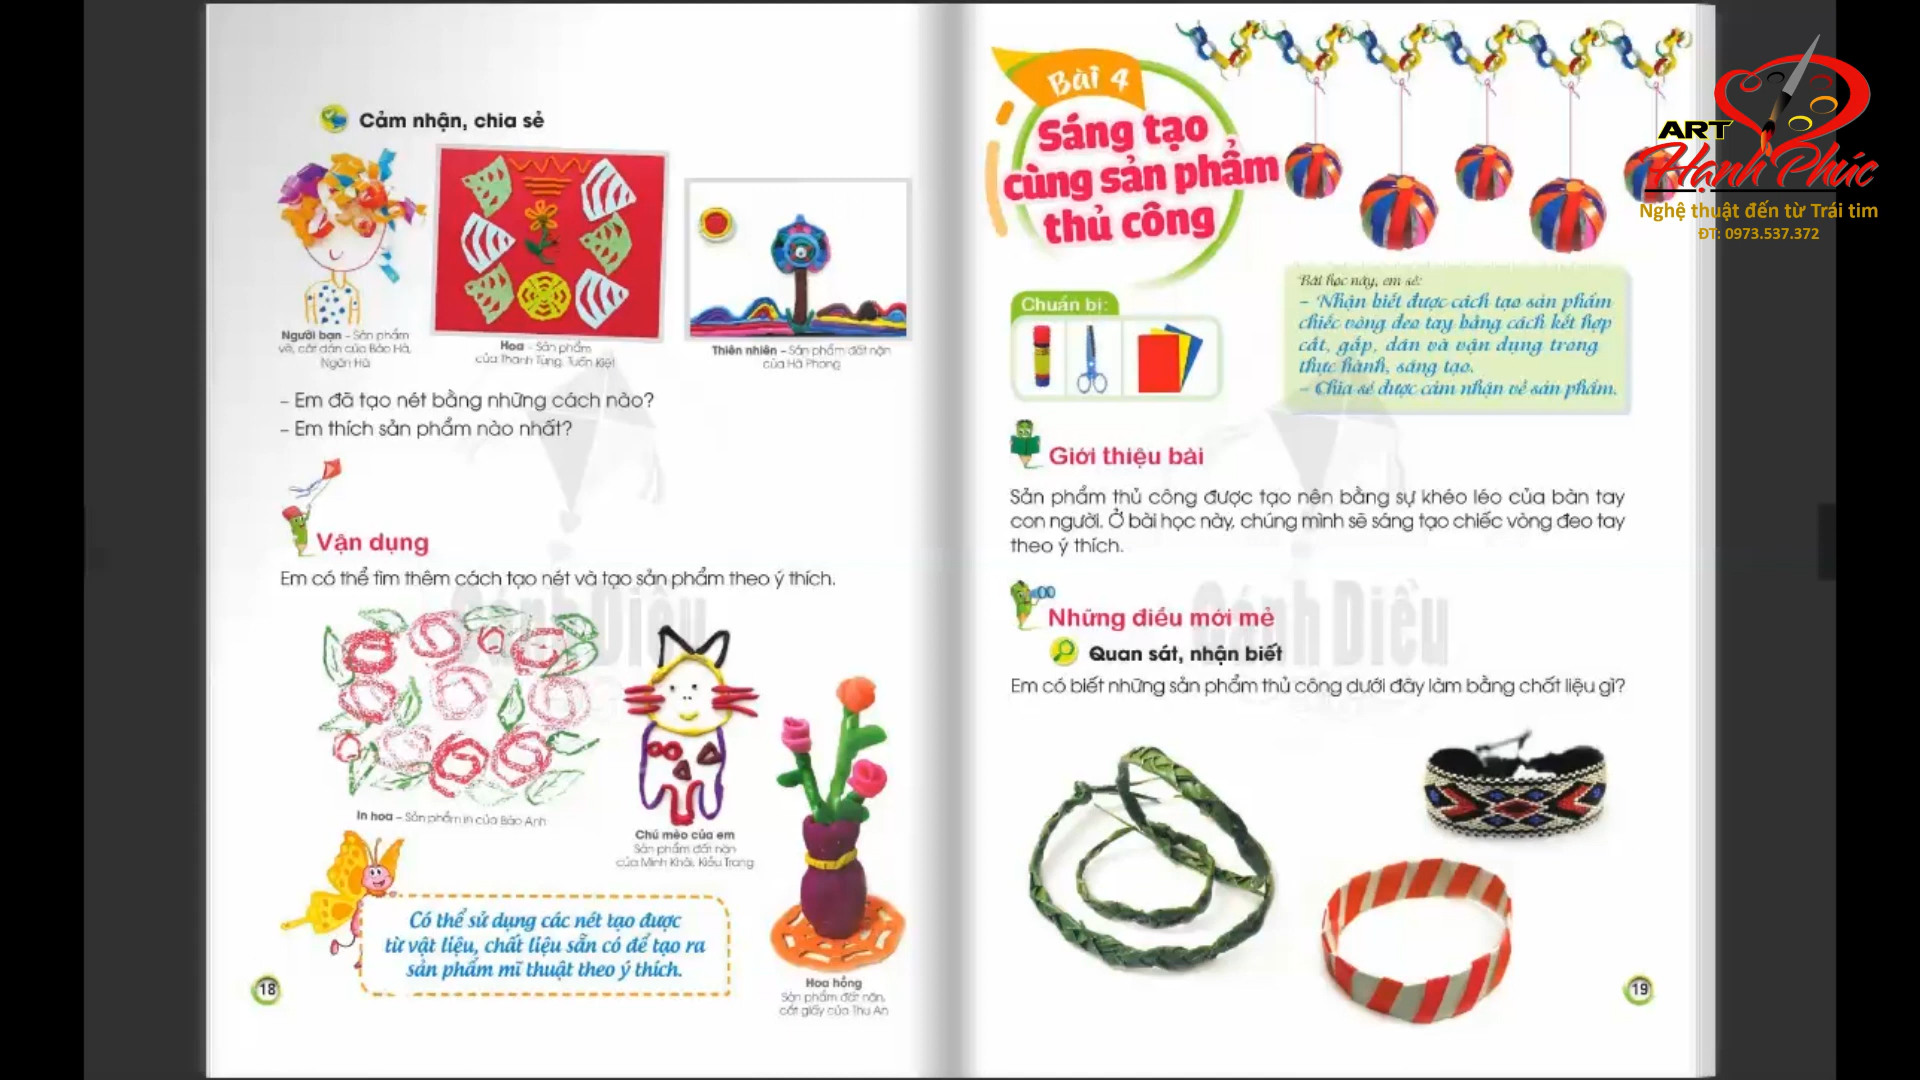 Cảm nhận, chia sẻ
Người bạn – Sản phẩm
vẽ, cắt dán của Bảo Hà,
Ngân Hà
Hoa – Sản phẩm
của Thanh Tùng, Tuấn Kiệt
Thiên nhiên – Sản phẩm đất nặn
của Hà Phong
– Em đã tạo nét bằng những cách nào?
– Em thích sản phẩm nào nhất?
Vận dụng
Em có thể tìm thêm cách tạo nét và tạo sản phẩm theo ý thích.
In hoa – Sản phẩm in của Bảo Anh
Chú mèo của em
Sản phẩm đất nặn
của Minh Khôi, Kiều Trang
Có thể sử dụng các nét tạo được
từ vật liệu, chất liệu sẵn có để tạo ra
sản phẩm mĩ thuật theo ý thích.
Hoa hồng
Sản phẩm đất nặn,
cắt giấy của Thu An
18
Cánh Diều
Bài 4
Sáng tạo
cùng sản phẩm
thủ công
ART
Hạnh Phúc
Nghệ thuật đến từ Trái tim
ĐT: 0973.537.372
Chuẩn bị:
Bài học này, em sẽ:
– Nhận biết được cách tạo sản phẩm
chiếc vòng đeo tay bằng cách kết hợp
cắt, gấp, dán và vận dụng trong
thực hành, sáng tạo.
– Chia sẻ được cảm nhận về sản phẩm.
Giới thiệu bài
Sản phẩm thủ công được tạo nên bằng sự khéo léo của bàn tay
con người. Ở bài học này, chúng mình sẽ sáng tạo chiếc vòng đeo tay
theo ý thích.
Những điều mới mẻ
Quan sát, nhận biết
Cánh Diều
Em có biết những sản phẩm thủ công dưới đây làm bằng chất liệu gì?
19